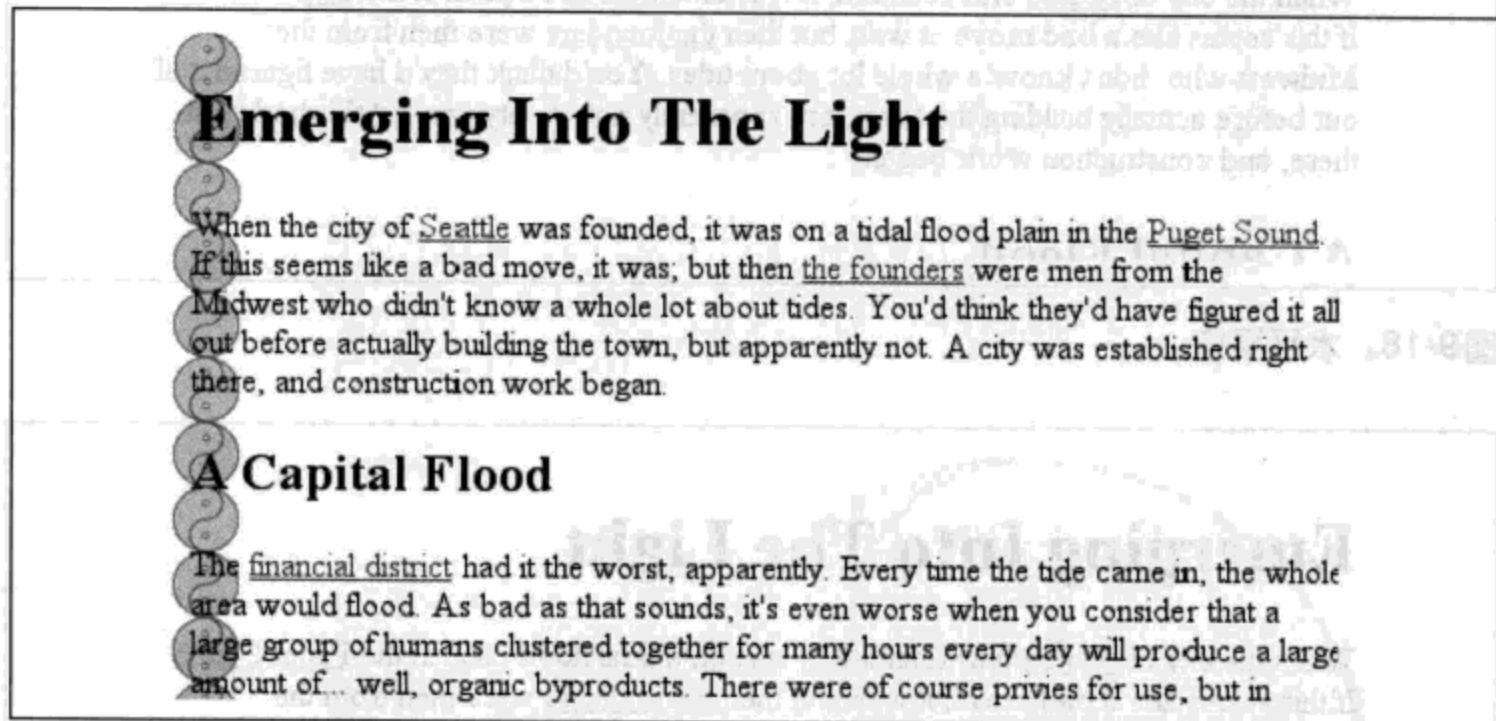 Emerging Into The Light
When the city of Seattle was founded, it was on a tidal flood plain in the Puget Sound.
If this seems like a bad move, it was; but then the founders were men from the
Midwest who didn't know a whole lot about tides. You'd think they'd have figured it all
out before actually building the town, but apparently not. A city was established right
there, and construction work began.
A Capital Flood
The financial district had it the worst, apparently. Every time the tide came in, the whole
area would flood. As bad as that sounds, it's even worse when you consider that a
large group of humans clustered together for many hours every day will produce a large
amount of... well, organic byproducts. There were of course privies for use, but in